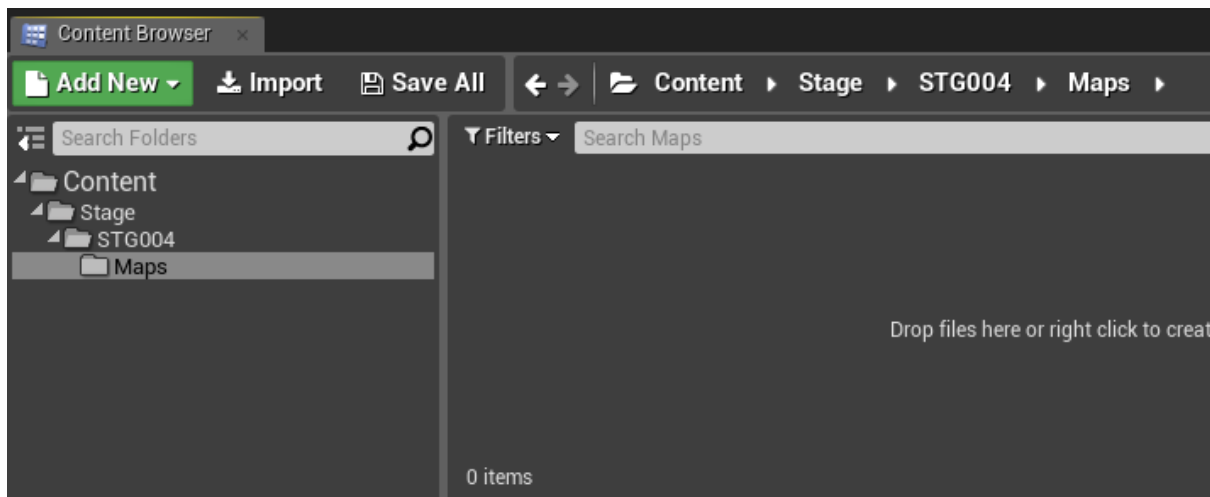 Content Browser
Add New Import Save All Content Stage STG004 Maps
Search Folders
Filters Search Maps
Content
Stage
STG004
Maps
Drop files here or right click to creat
0 items